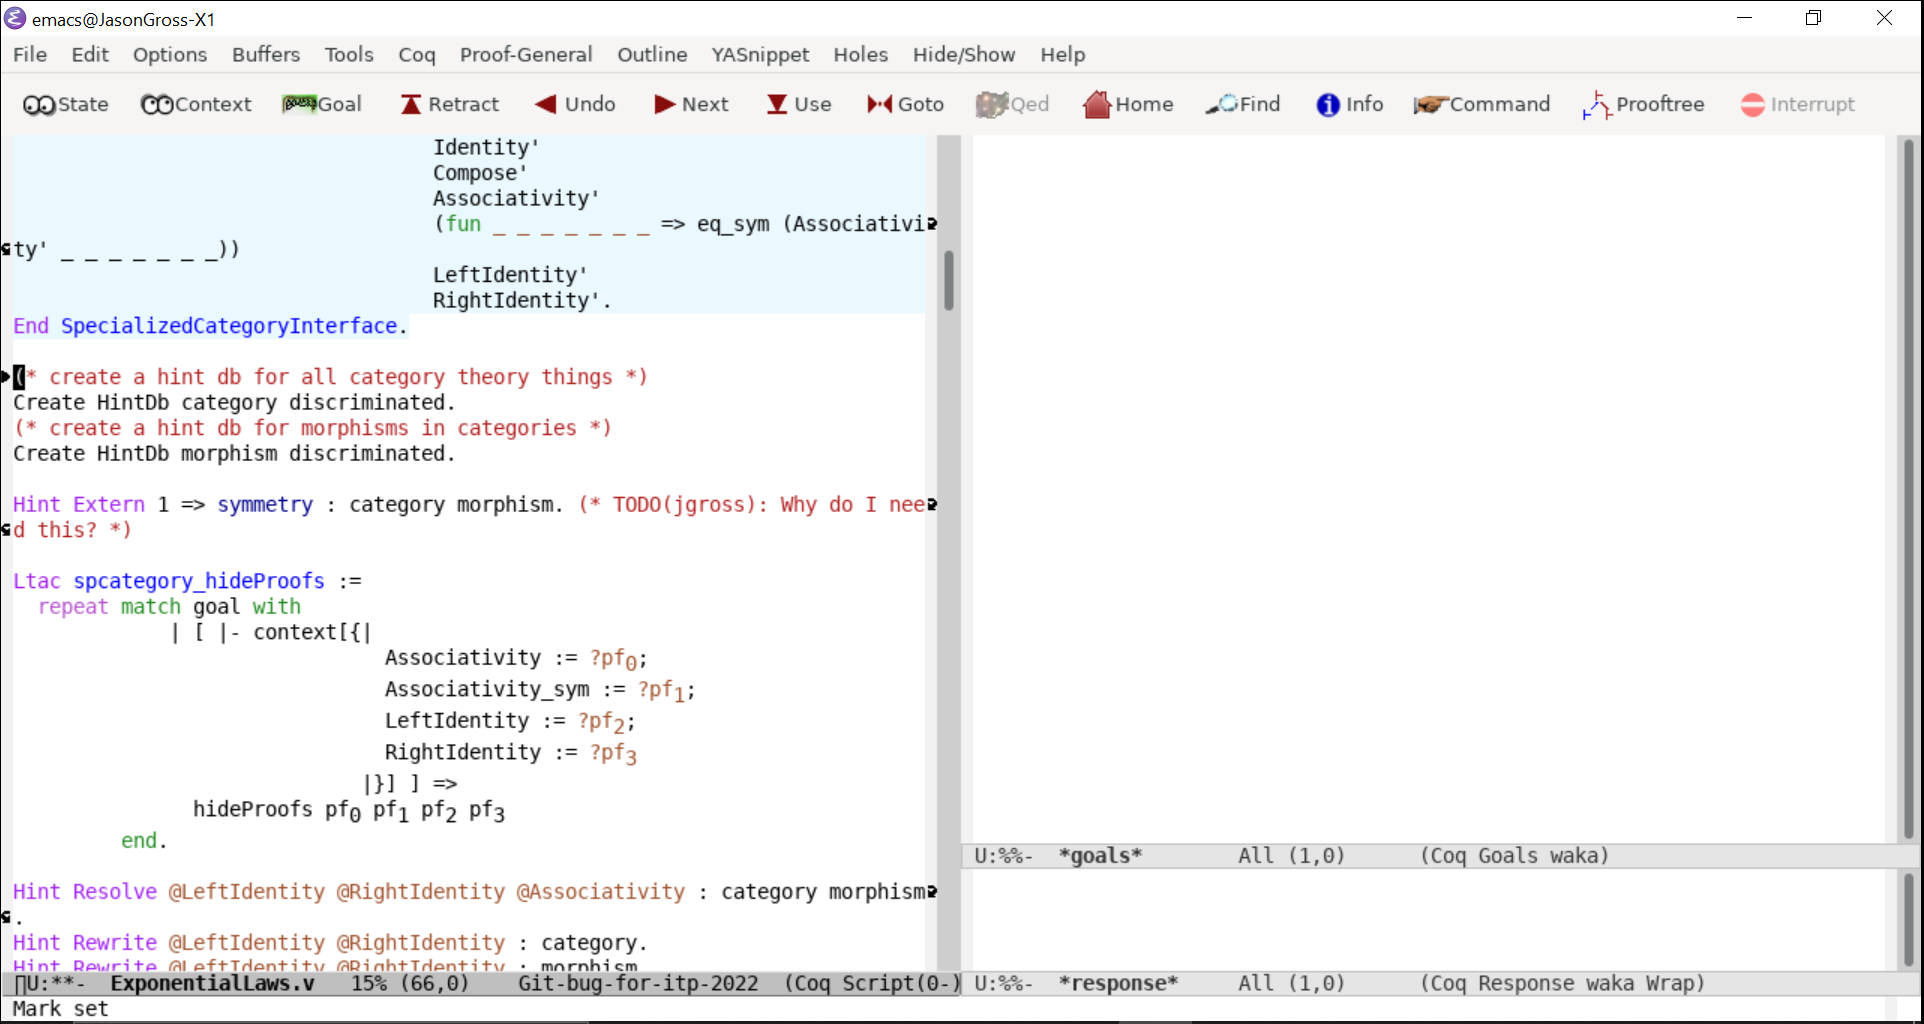 emacs@JasonGross-X1
File Edit Options Buffers Tools Coq Proof-General Outline YASnippet Holes Hide/Show Help
State Context Goal Retract Undo Next Use Goto Qed Home Find Info Command Prooftree Interrupt
Identity'
Compose'
Associativity'
(fun _ _ _ _ _ _ _ => eq_sym (Associativi
ty' _ _ _ _ _ _ _))
LeftIdentity'
RightIdentity'.
End SpecializedCategoryInterface.
(* create a hint db for all category theory things *)
Create HintDb category discriminated.
(* create a hint db for morphisms in categories *)
Create HintDb morphism discriminated.
Hint Extern 1 => symmetry : category morphism. (* TODO(jgross): Why do I nee
d this? *)
Ltac spcategory_hideProofs :=
repeat match goal with
| [ |- context[{|
Associativity := ?pf0;
Associativity_sym := ?pf1;
LeftIdentity := ?pf2;
RightIdentity := ?pf3
|}] ] =>
hideProofs pf0 pf1 pf2 pf3
end.
Hint Resolve @LeftIdentity @RightIdentity @Associativity : category morphism
.
Hint Rewrite @LeftIdentity @RightIdentity : category.
Hint Rewrite @LeftIdentity @RightIdentity : morphism
U:**- ExponentialLaws.v 15% (66,0) Git-bug-for-itp-2022 (Coq Script(0-)
Mark set
U:%%- *goals* All (1,0) (Coq Goals waka)
U:%%- *response* All (1,0) (Coq Response waka Wrap)